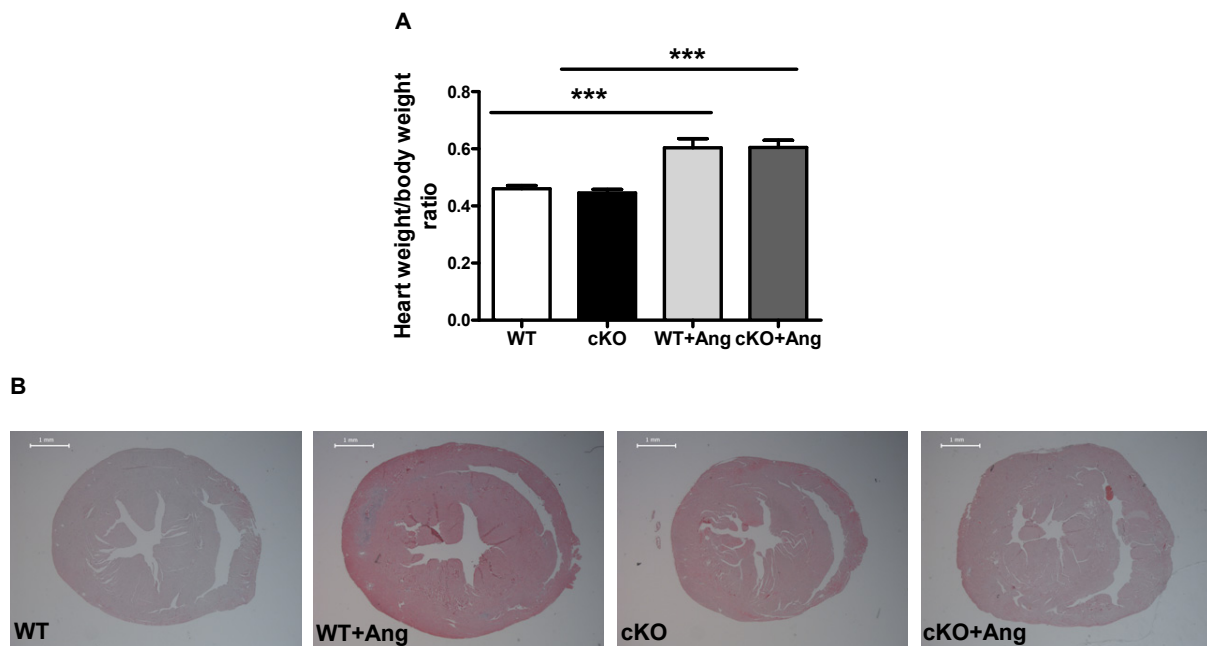 A
***
***
Heart weight/body weight
ratio
0.8
0.6
0.4
0.2
0.0
WT
cKO
WT+Ang
cKO+Ang
B
1 mm
1 mm
1 mm
1 mm
WT
WT+Ang
cKO
cKO+Ang